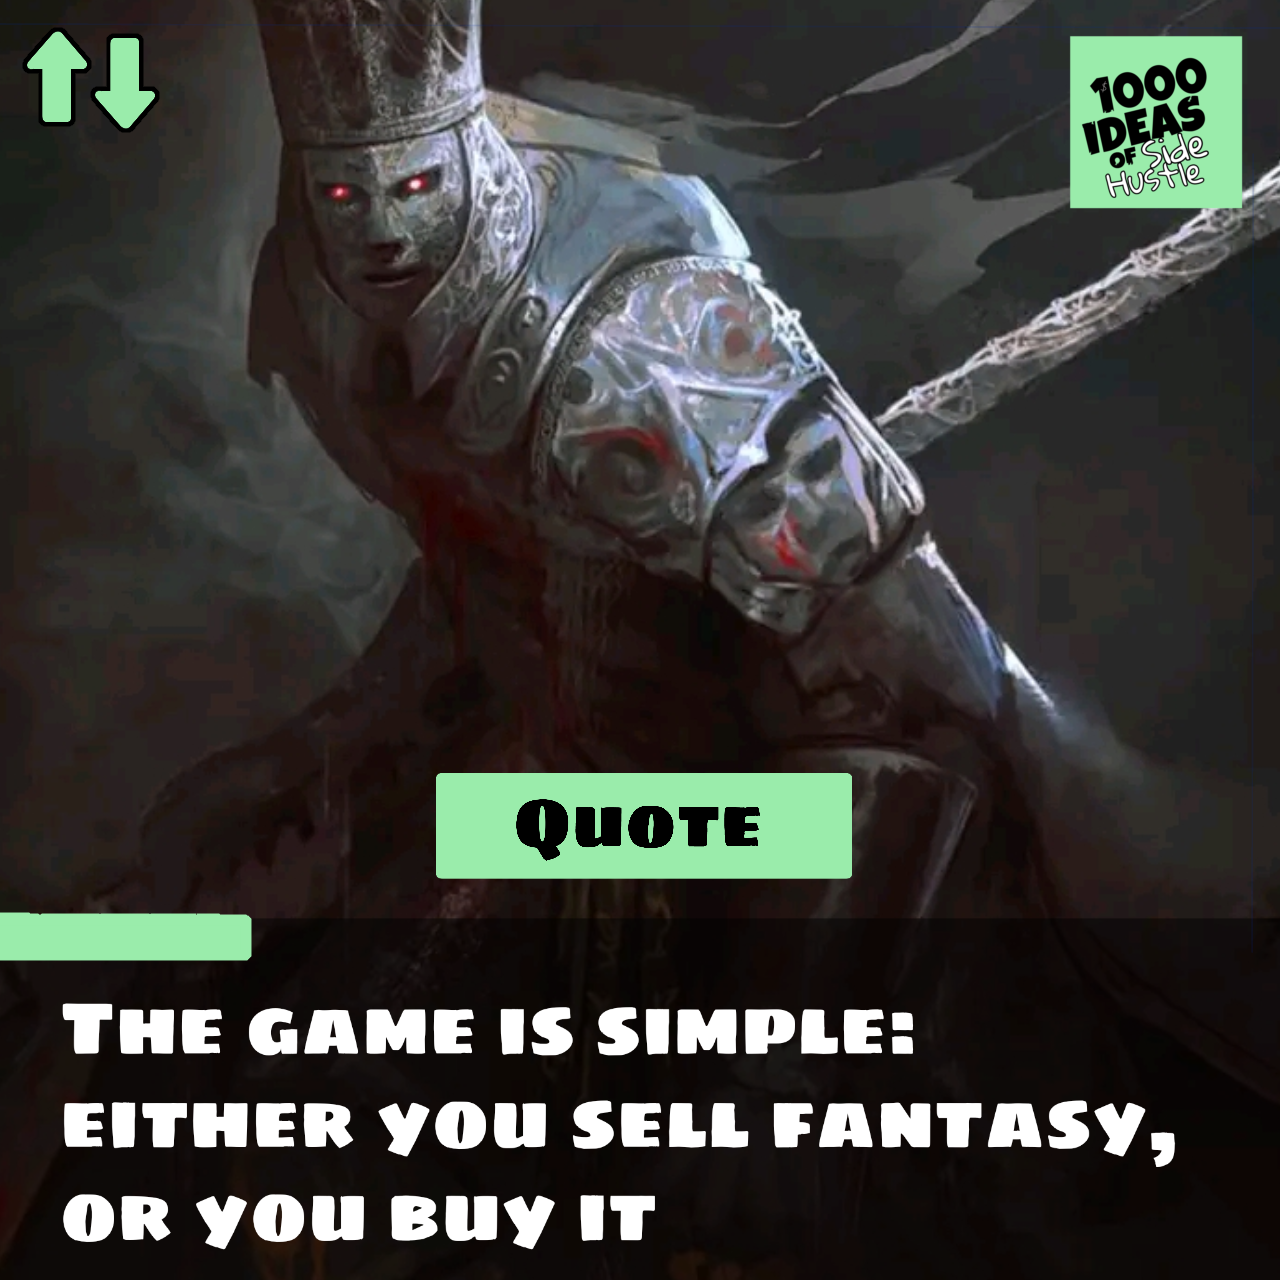 1000
IDEAS
OF Side
Hustle
QUOTE
THE GAME IS SIMPLE:
EITHER YOU SELL FANTASY,
OR YOU BUY IT